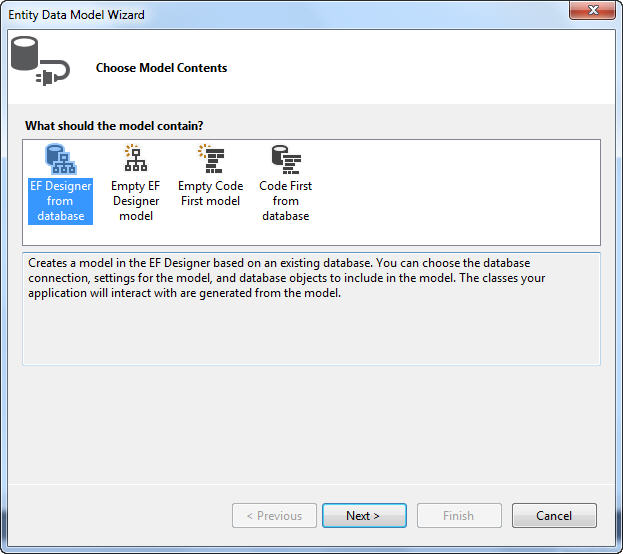 Entity Data Model Wizard
Choose Model Contents
What should the model contain?
EF Designer
from
database
Empty EF
Designer
model
Empty Code
First model
Code First
from
database
Creates a model in the EF Designer based on an existing database. You can choose the database
connection, settings for the model, and database objects to include in the model. The classes your
application will interact with are generated from the model.
< Previous
Next >
Finish
Cancel